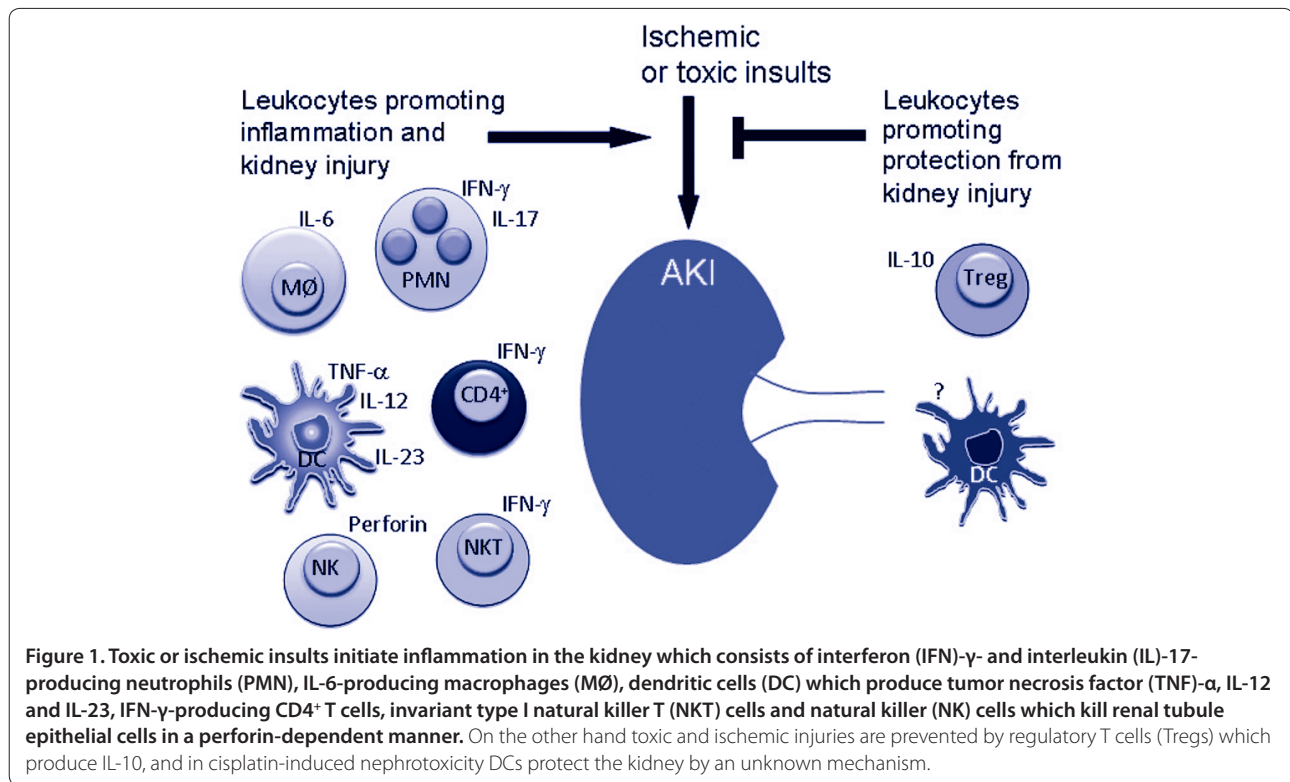 Ischemic
or toxic insults
Leukocytes promoting
inflammation and
kidney injury
Leukocytes
promoting
protection from
kidney injury
IL-6
MØ
IFN-γ
IL-17
PMN
TNF-α
IL-12
IL-23
DC
IFN-γ
CD4⁺
Perforin
NK
IFN-γ
NKT
AKI
IL-10
Treg
?
DC
Figure 1. Toxic or ischemic insults initiate inflammation in the kidney which consists of interferon (IFN)-γ- and interleukin (IL)-17-
producing neutrophils (PMN), IL-6-producing macrophages (MØ), dendritic cells (DC) which produce tumor necrosis factor (TNF)-α, IL-12
and IL-23, IFN-γ-producing CD4⁺ T cells, invariant type I natural killer T (NKT) cells and natural killer (NK) cells which kill renal tubule
epithelial cells in a perforin-dependent manner. On the other hand toxic and ischemic injuries are prevented by regulatory T cells (Tregs) which
produce IL-10, and in cisplatin-induced nephrotoxicity DCs protect the kidney by an unknown mechanism.